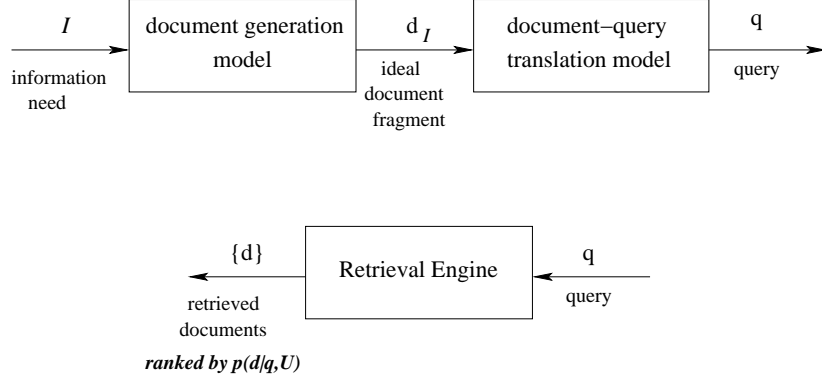 I
information
need
document generation
model
d I
ideal
document
fragment
document−query
translation model
q
query
{d}
retrieved
documents
ranked by p(d|q,U)
Retrieval Engine
q
query